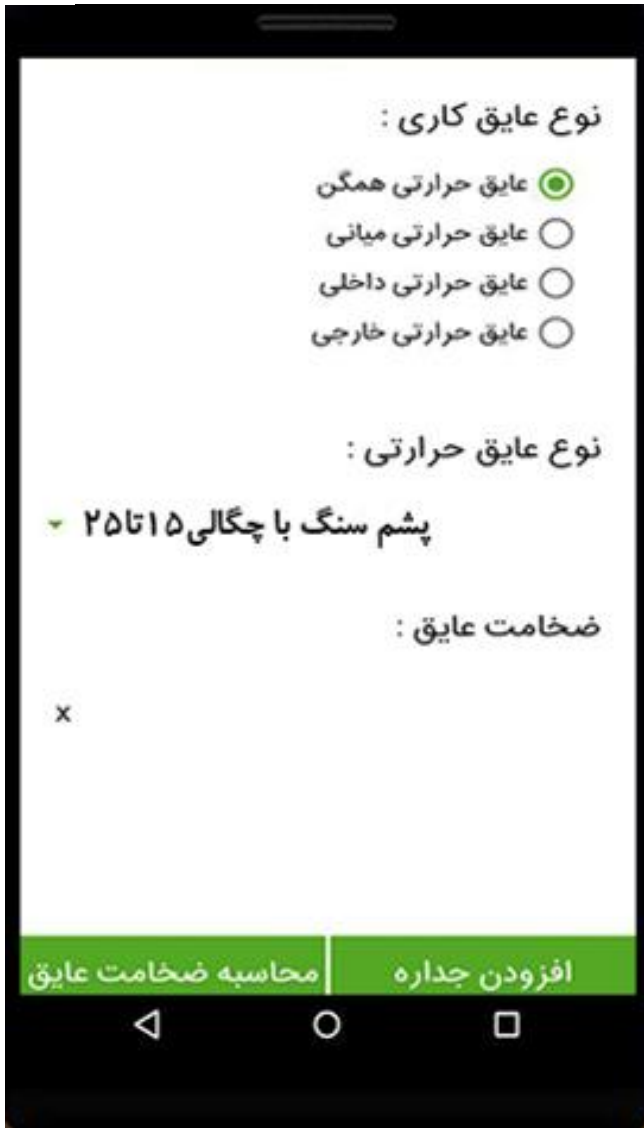 نوع عایق کاری :
عایق حرارتی همگن
عایق حرارتی میانی
عایق حرارتی داخلی
عایق حرارتی خارجی
نوع عایق حرارتی :
پشم سنگ با چگالی۱۵تا۲۵
ضخامت عایق :
x
افزودن جداره
محاسبه ضخامت عایق